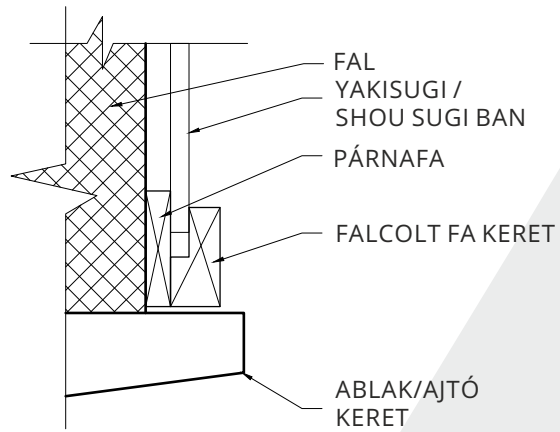 FAL
YAKISUGI /
SHOU SUGI BAN
PÁRNAFA
FALCOLT FA KERET
ABLAK/AJTÓ
KERET